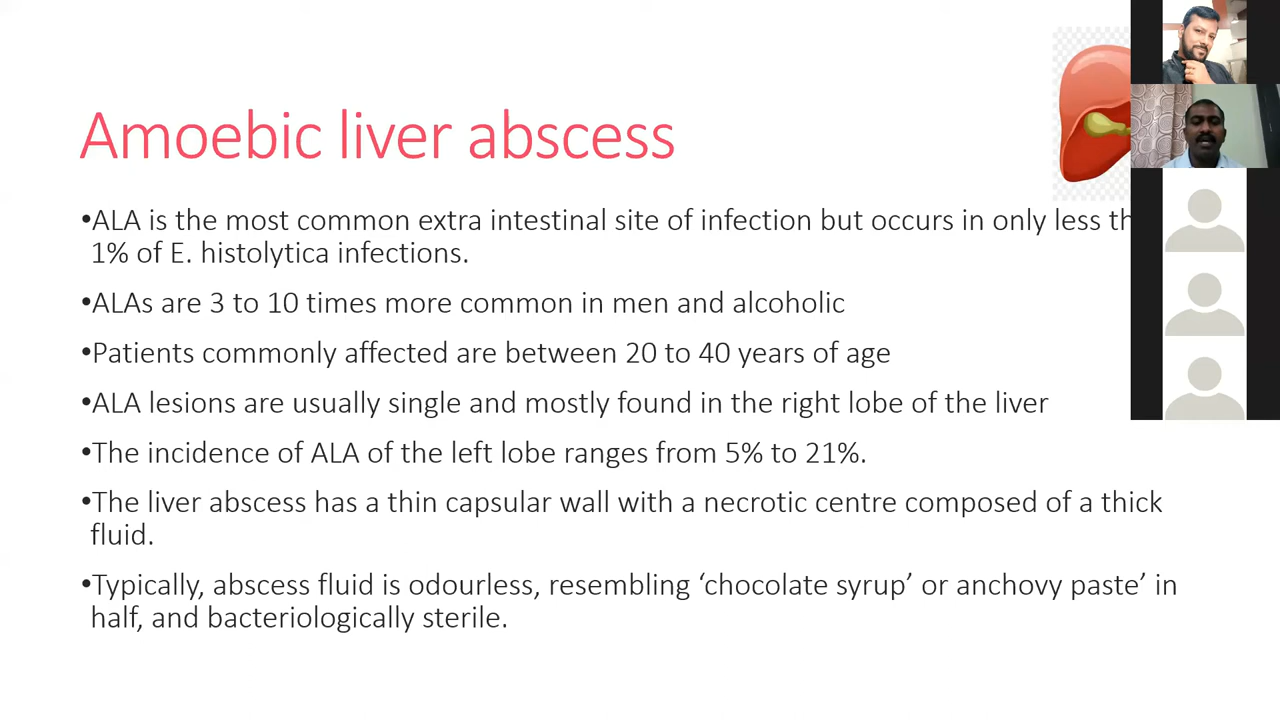 Amoebic liver abscess
•ALA is the most common extra intestinal site of infection but occurs in only less
1% of E. histolytica infections.
•ALAs are 3 to 10 times more common in men and alcoholic
•Patients commonly affected are between 20 to 40 years of age
•ALA lesions are usually single and mostly found in the right lobe of the liver
•The incidence of ALA of the left lobe ranges from 5% to 21%.
•The liver abscess has a thin capsular wall with a necrotic centre composed of a thick
fluid.
•Typically, abscess fluid is odourless, resembling ‘chocolate syrup’ or anchovy paste’ in
half, and bacteriologically sterile.